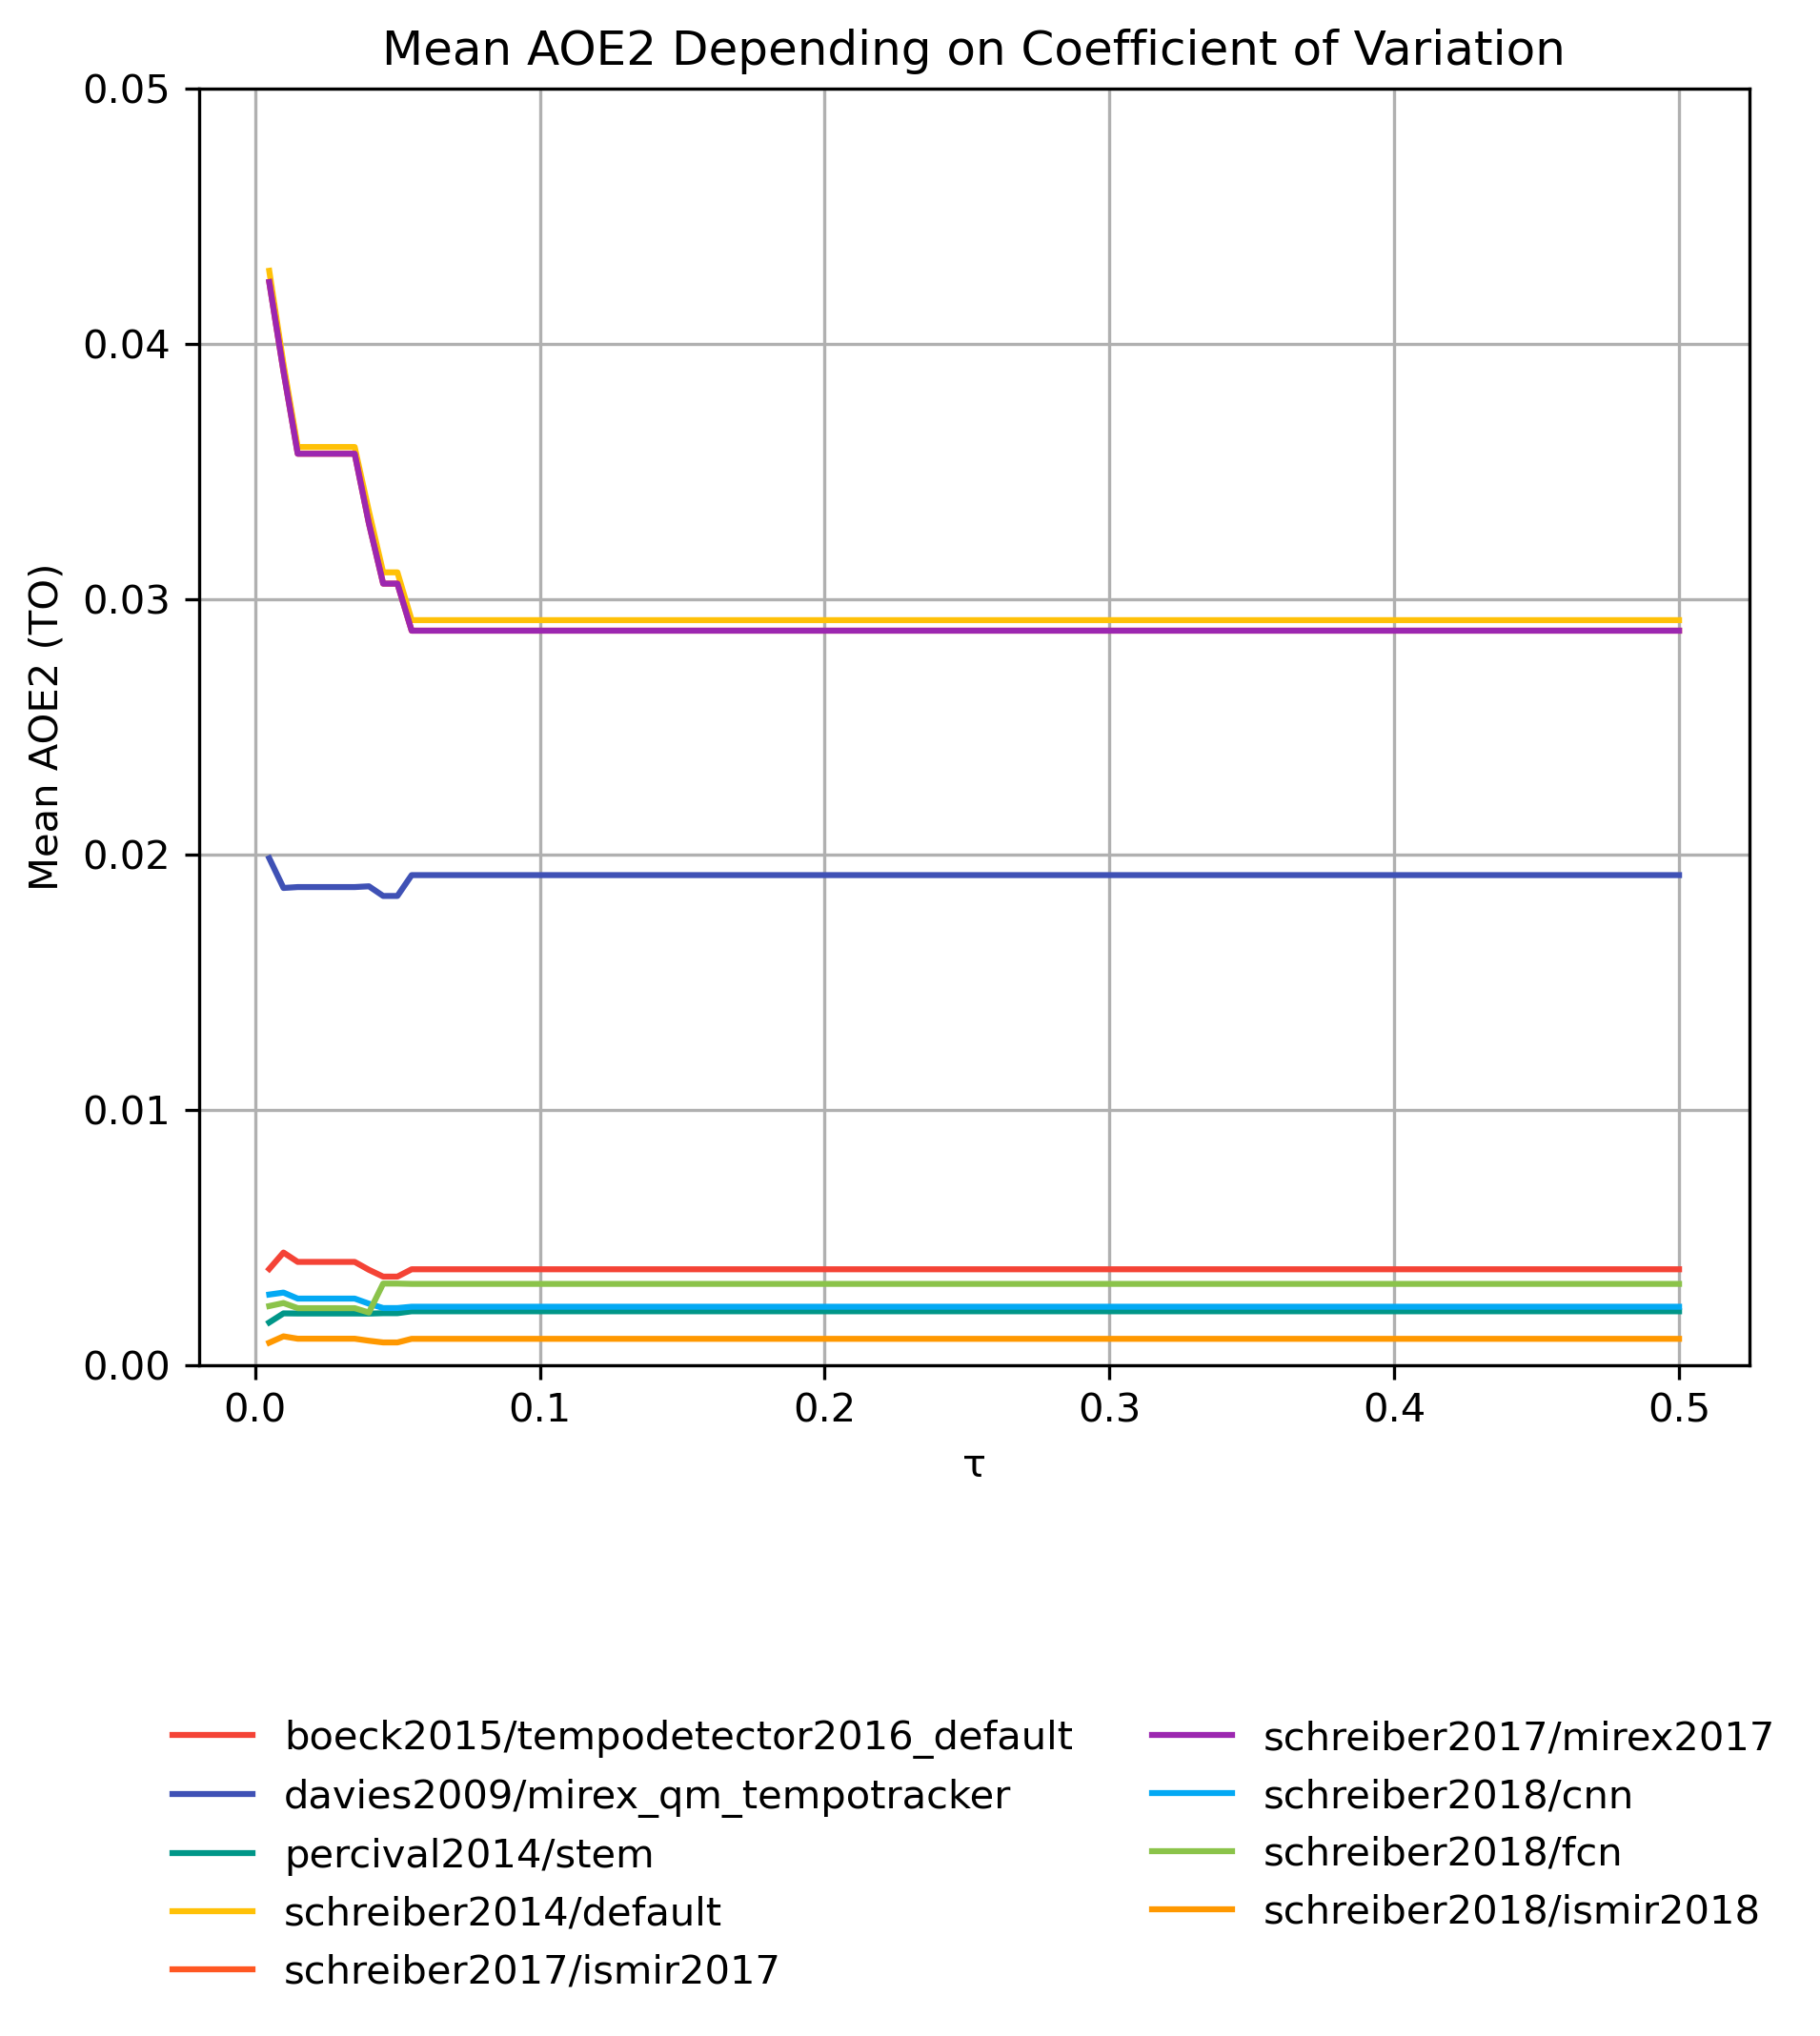 Mean AOE2 Depending on Coefficient of Variation
0.05
0.04
0.03
0.02
0.01
0.00
Mean AOE2 (TO)
0.0 0.1 0.2 0.3 0.4 0.5
τ
boeck2015/tempodetector2016_default
davies2009/mirex_qm_tempotracker
percival2014/stem
schreiber2014/default
schreiber2017/ismir2017
schreiber2017/mirex2017
schreiber2018/cnn
schreiber2018/fcn
schreiber2018/ismir2018